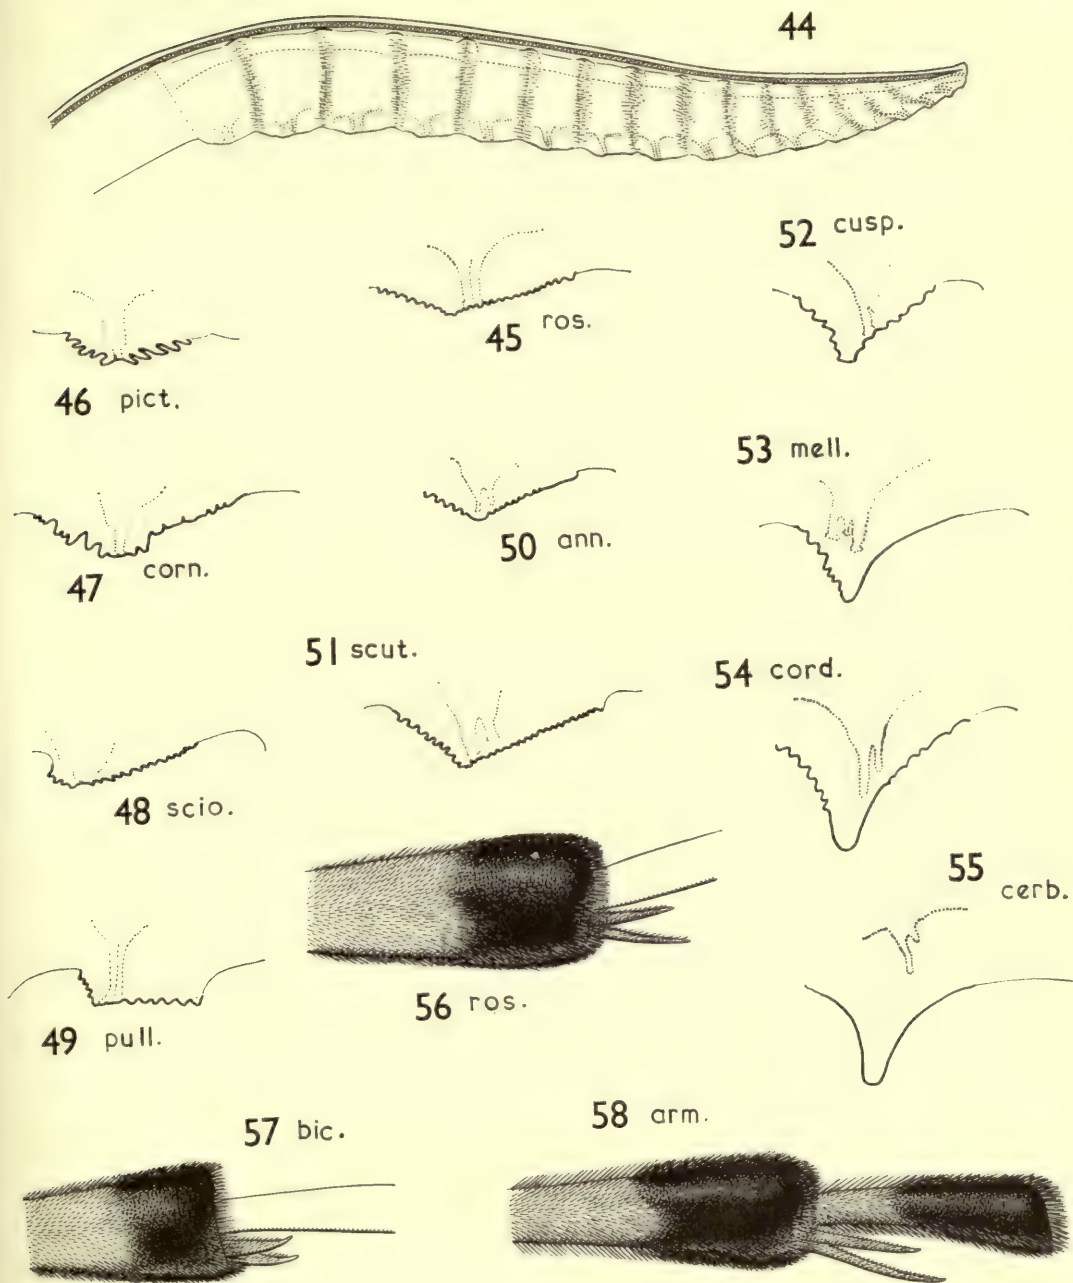 44
52 cusp.
45 ros.
46 pict.
53 mell.
50 ann.
47 corn.
51 scut.
54 cord.
48 scio.
55 cerb.
56 ros.
49 pull.
57 bic.
58 arm.